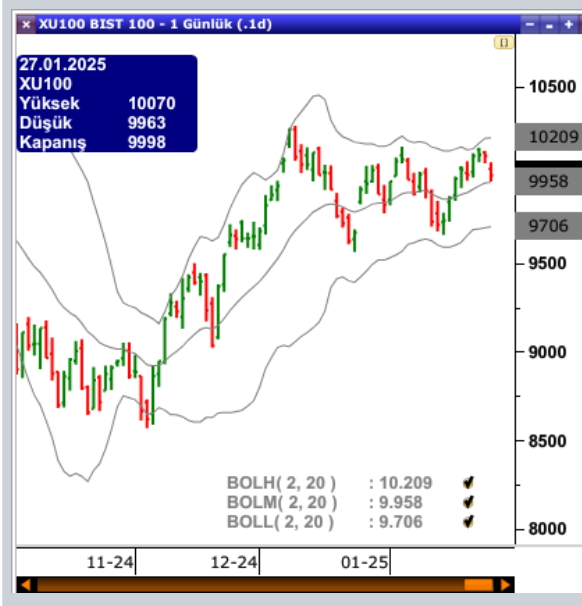 XU100 BIST 100 - 1 Günlük (.1d)
27.01.2025
XU100
Yüksek 10070
Düşük 9963
Kapanış 9998
10500
10209
9958
9706
9500
9000
8500
8000
BOLH( 2, 20 ) : 10.209
BOLM( 2, 20 ) : 9.958
BOLL( 2, 20 ) : 9.706
11-24 12-24 01-25